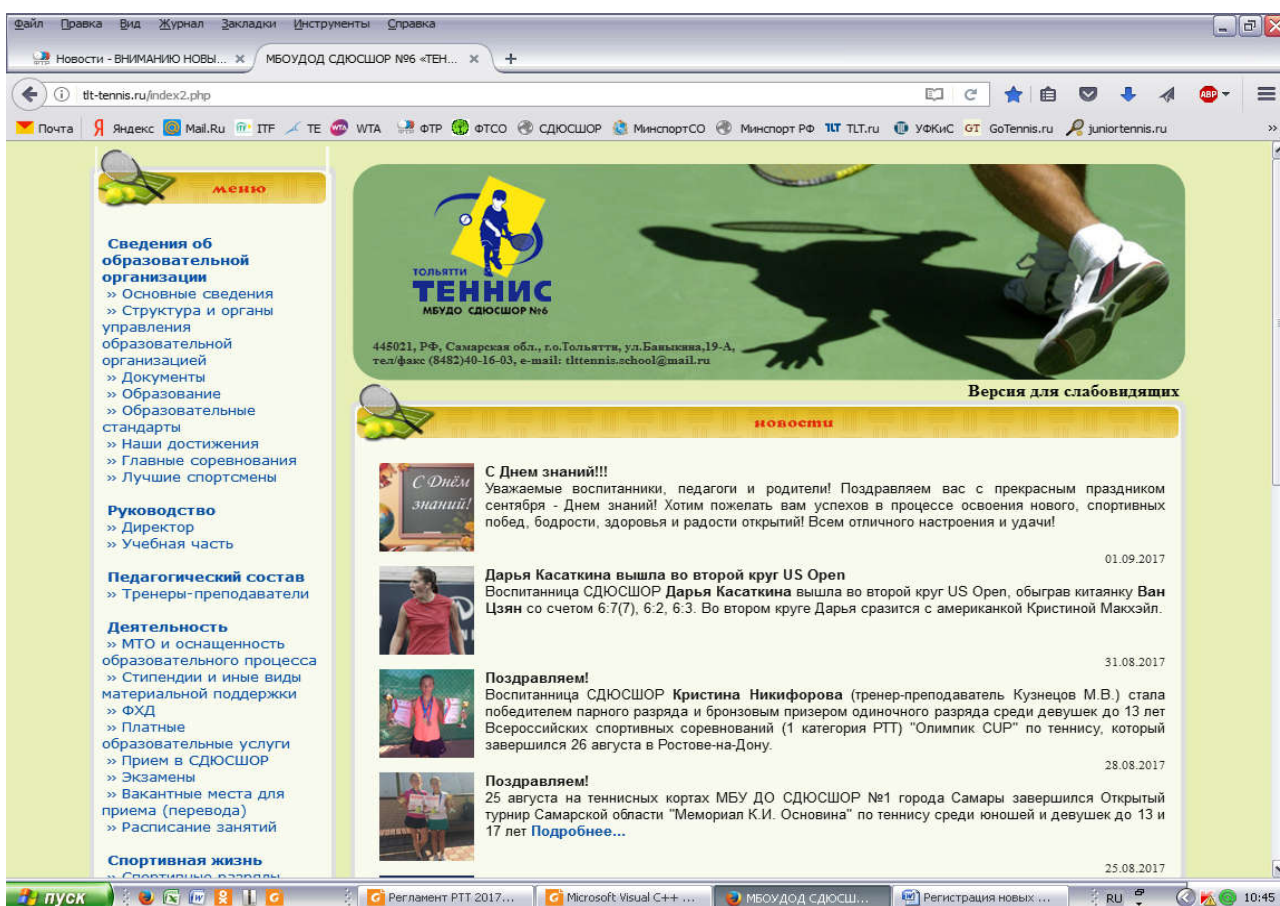 Файл Правка Вид Журнал Закладки Инструменты Справка
Новости - ВНИМАНИЮ НОВЫ...
МБОУДОД СДЮСШОР №6 «ТЕН...
tlt-tennis.ru/index2.php
ABP
Почта Яндекс Mail.Ru ITF TE WTA ФТР ФТСО СДЮСШОР МинспортСО Минспорт РФ TLT.ru УФКиС GoTennis.ru juniortennis.ru
меню
Сведения об
образовательной
организации
» Основные сведения
» Структура и органы
управления
образовательной
организацией
» Документы
» Образование
» Образовательные
стандарты
» Наши достижения
» Главные соревнования
» Лучшие спортсмены
Руководство
» Директор
» Учебная часть
Педагогический состав
» Тренеры-преподаватели
Деятельность
» МТО и оснащенность
образовательного процесса
» Стипендии и иные виды
материальной поддержки
» ФХД
» Платные
образовательные услуги
» Прием в СДЮСШОР
» Экзамены
» Вакантные места для
приема (перевода)
» Расписание занятий
Спортивная жизнь
» Спортивные разряды
ТОЛЬЯТТИ
ТЕННИС
МБУДО СДЮСШОР №6
445021, РФ, Самарская обл., г.о.Тольятти, ул.Баныкина,19-А,
тел/факс (8482)40-16-03, e-mail: tlttennis.school@mail.ru
Версия для слабовидящих
новости
С Днём
знаний!
С Днем знаний!!!
Уважаемые воспитанники, педагоги и родители! Поздравляем вас с прекрасным праздником
сентября - Днем знаний! Хотим пожелать вам успехов в процессе освоения нового, спортивных
побед, бодрости, здоровья и радости открытий! Всем отличного настроения и удачи!
01.09.2017
Дарья Касаткина вышла во второй круг US Open
Воспитанница СДЮСШОР Дарья Касаткина вышла во второй круг US Open, обыграв китаянку Ван
Цзян со счетом 6:7(7), 6:2, 6:3. Во втором круге Дарья сразится с американкой Кристиной Макхэйл.
31.08.2017
Поздравляем!
Воспитанница СДЮСШОР Кристина Никифорова (тренер-преподаватель Кузнецов М.В.) стала
победителем парного разряда и бронзовым призером одиночного разряда среди девушек до 13 лет
Всероссийских спортивных соревнований (1 категория РТТ) "Олимпик CUP" по теннису, который
завершился 26 августа в Ростове-на-Дону.
28.08.2017
Поздравляем!
25 августа на теннисных кортах МБУ ДО СДЮСШОР №1 города Самары завершился Открытый
турнир Самарской области "Мемориал К.И. Основина" по теннису среди юношей и девушек до 13 и
17 лет Подробнее...
25.08.2017
пуск
Регламент РТТ 2017...
Microsoft Visual C++ ...
МБОУДОД СДЮСШ...
Регистрация новых ...
RU
10:45